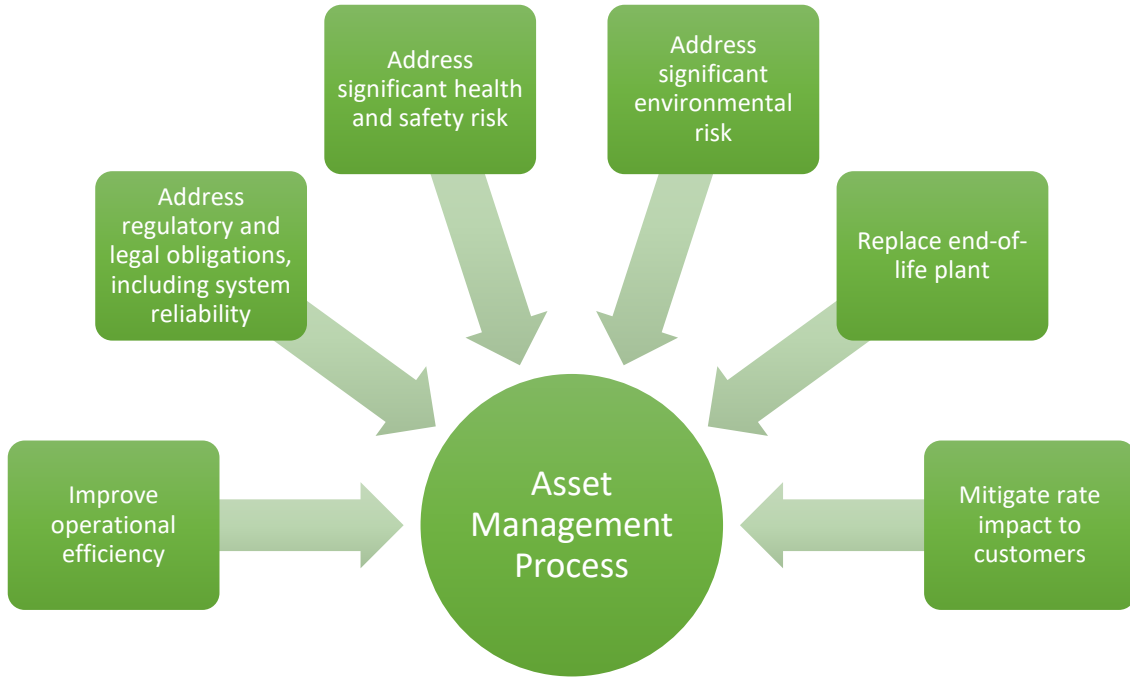 Address
significant health
and safety risk
Address
significant
environmental
risk
Address
regulatory and
legal obligations,
including system
reliability
Replace end-of-
life plant
Improve
operational
efficiency
Asset
Management
Process
Mitigate rate
impact to
customers